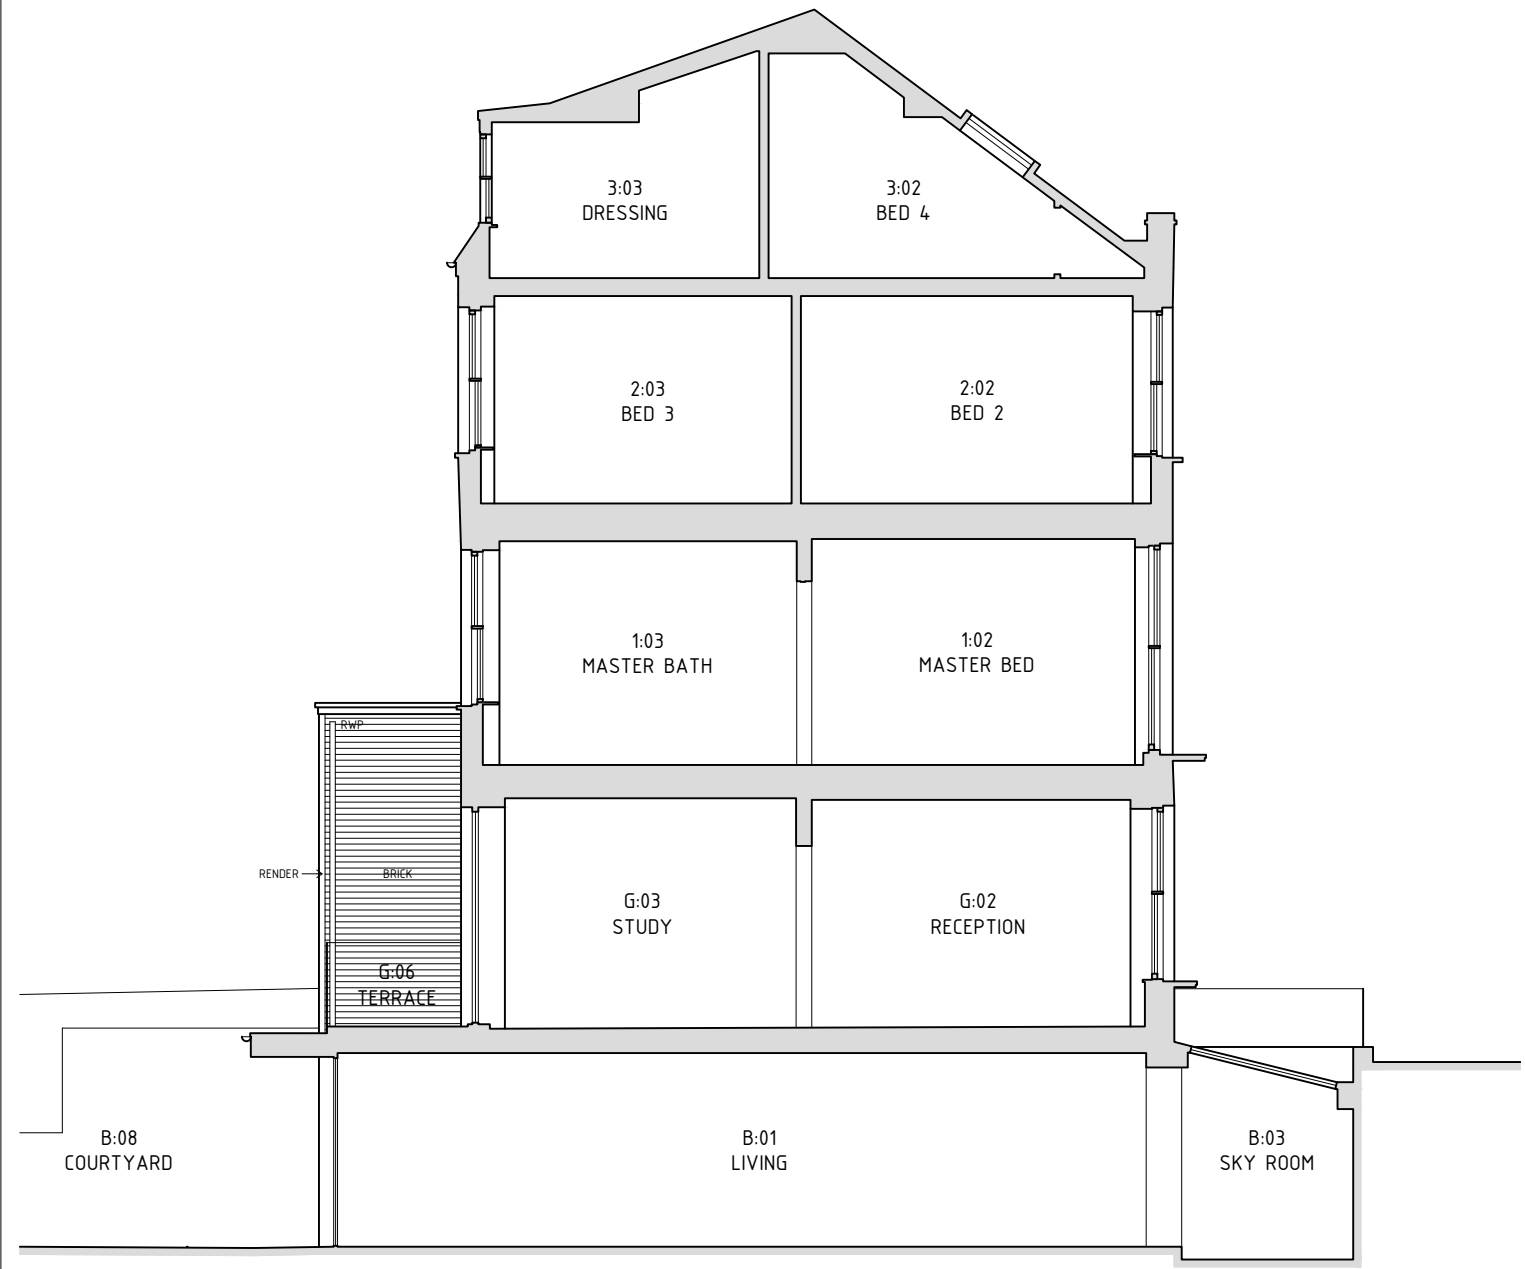 3:03
DRESSING
3:02
BED 4
2:03
BED 3
2:02
BED 2
1:03
MASTER BATH
1:02
MASTER BED
RWP
RENDER
BRICK
G:03
STUDY
G:02
RECEPTION
G:06
TERRACE
B:08
COURTYARD
B:01
LIVING
B:03
SKY ROOM